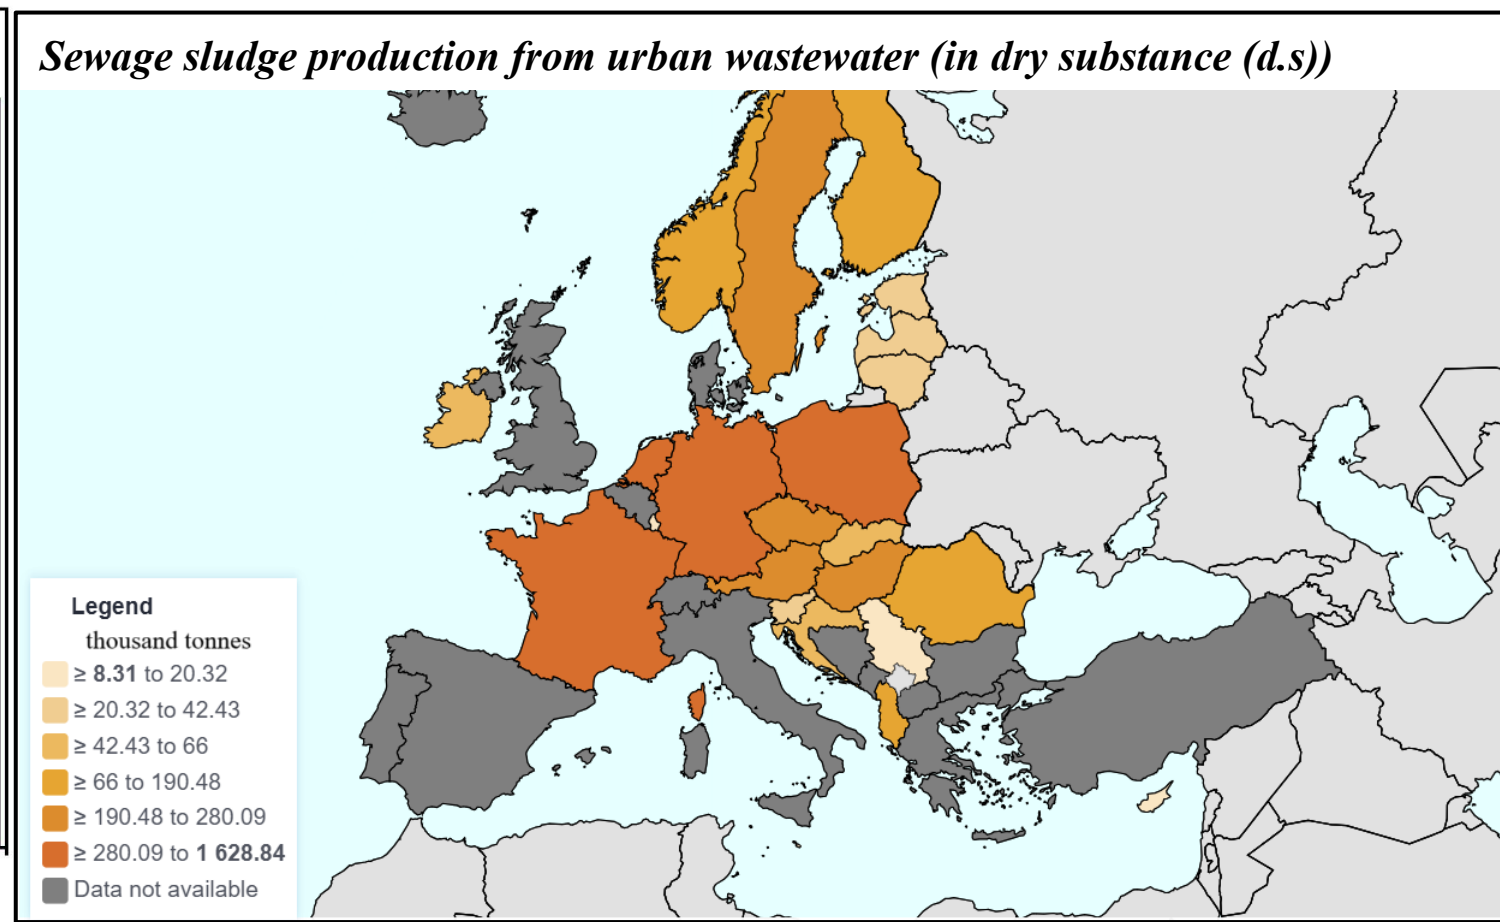 Sewage sludge production from urban wastewater (in dry substance (d.s))
Legend
thousand tonnes
≥ 8.31 to 20.32
≥ 20.32 to 42.43
≥ 42.43 to 66
≥ 66 to 190.48
≥ 190.48 to 280.09
≥ 280.09 to 1 628.84
Data not available